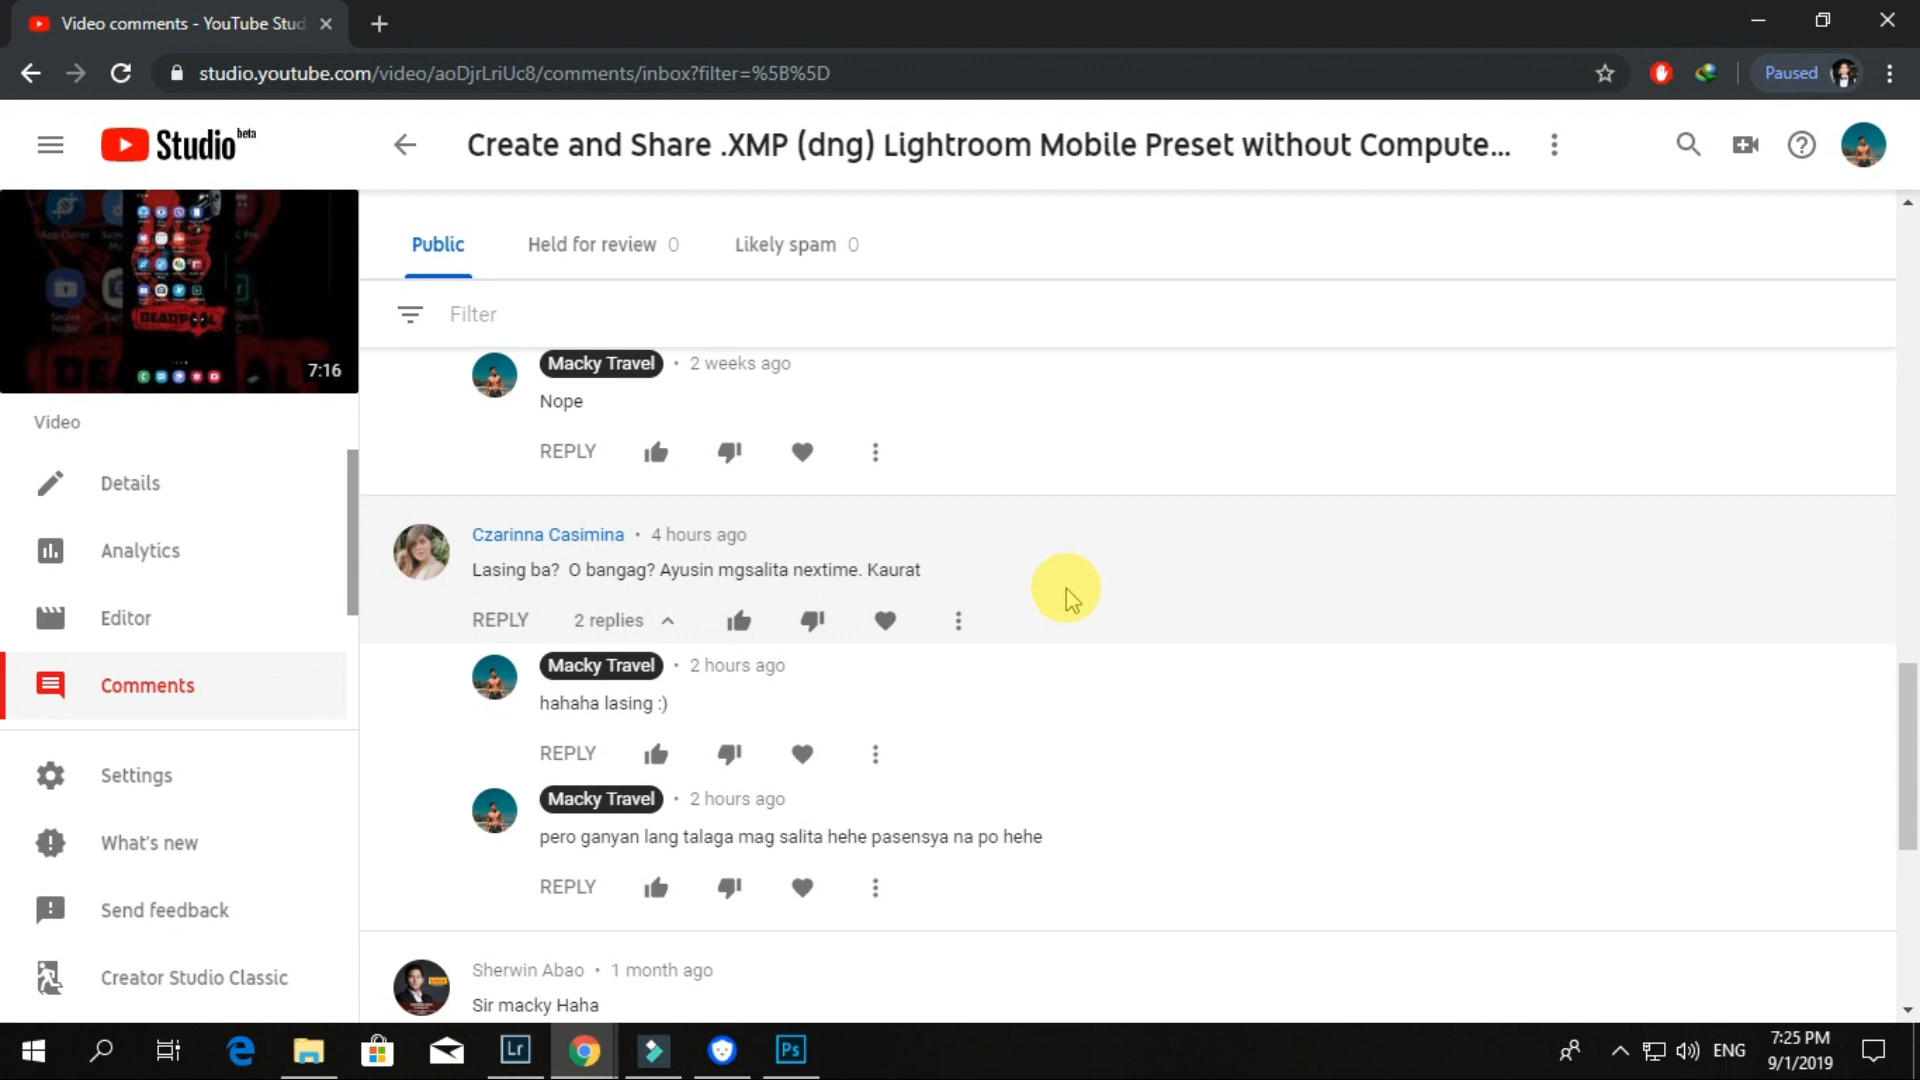 Video comments - YouTube Stud
studio.youtube.com/video/aoDjrLriUc8/comments/inbox?filter=%5B%5D
Paused
Studio beta
Create and Share .XMP (dng) Lightroom Mobile Preset without Compute...
DEADPOOL
7:16
Video
Details
Analytics
Editor
Comments
Settings
What's new
Send feedback
Creator Studio Classic
Public
Held for review 0
Likely spam 0
Filter
Macky Travel • 2 weeks ago
Nope
REPLY
Czarinna Casimina • 4 hours ago
Lasing ba? O bangag? Ayusin mgsalita nextime. Kaurat
REPLY 2 replies
Macky Travel • 2 hours ago
hahaha lasing :)
REPLY
Macky Travel • 2 hours ago
pero ganyan lang talaga mag salita hehe pasensya na po hehe
REPLY
Sherwin Abao • 1 month ago
Sir macky Haha
Lr
Ps
ENG
7:25 PM
9/1/2019